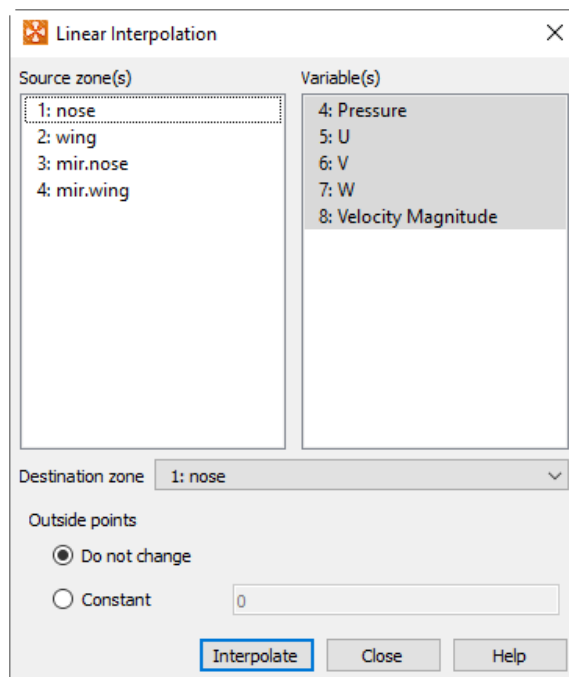 Linear Interpolation
Source zone(s)
1: nose
2: wing
3: mir.nose
4: mir.wing
Variable(s)
4: Pressure
5: U
6: V
7: W
8: Velocity Magnitude
Destination zone 1: nose
Outside points
Do not change
Constant 0
Interpolate Close Help